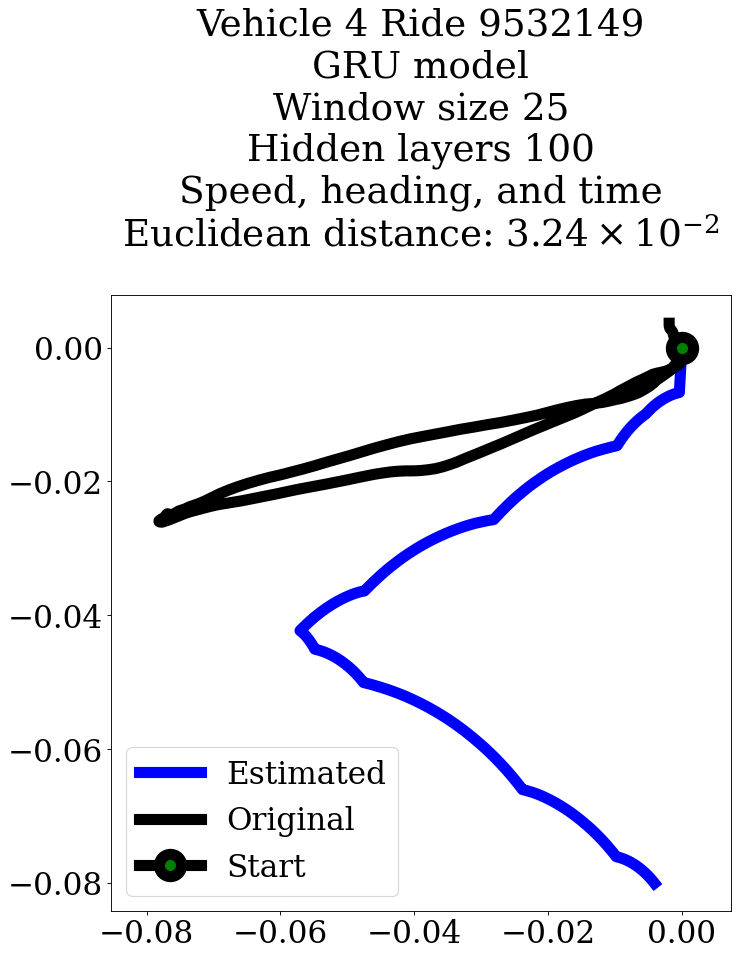 Vehicle 4 Ride 9532149
GRU model
Window size 25
Hidden layers 100
Speed, heading, and time
Euclidean distance: 3.24 × 10⁻²
0.00
−0.02
−0.04
−0.06
−0.08
Estimated
Original
Start
−0.08 −0.06 −0.04 −0.02 0.00